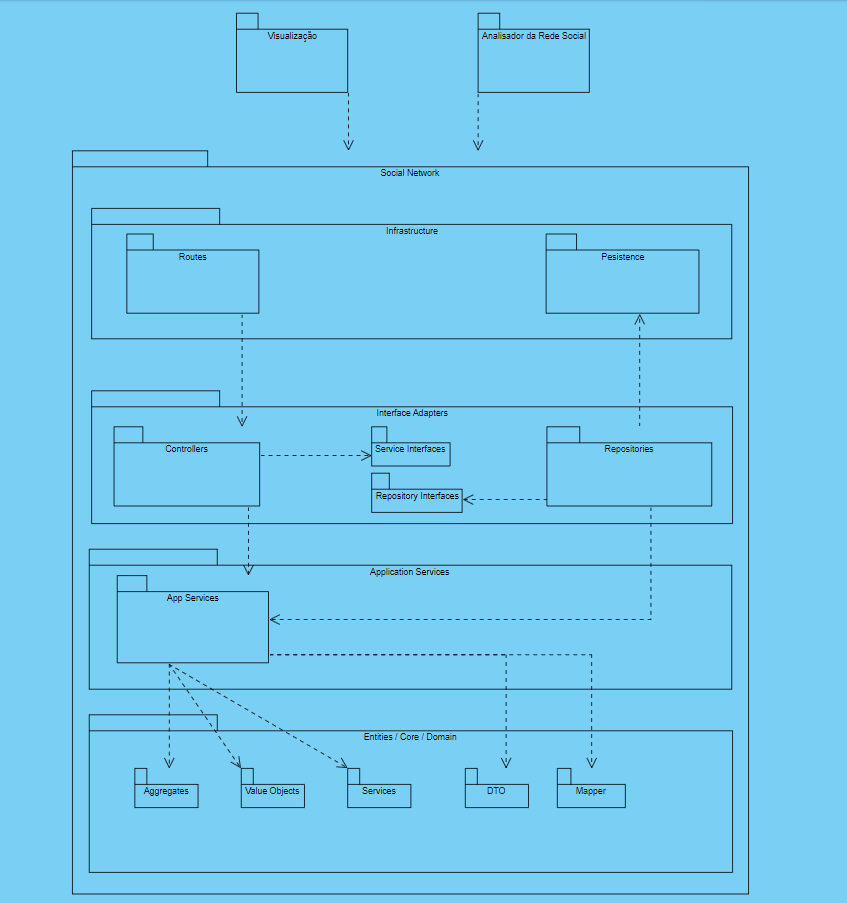 Visualização
Analisador da Rede Social
Social Network
Infrastructure
Routes
Pesistence
Interface Adapters
Controllers
Service Interfaces
Repositories
Repository Interfaces
Application Services
App Services
Entities / Core / Domain
Aggregates
Value Objects
Services
DTO
Mapper